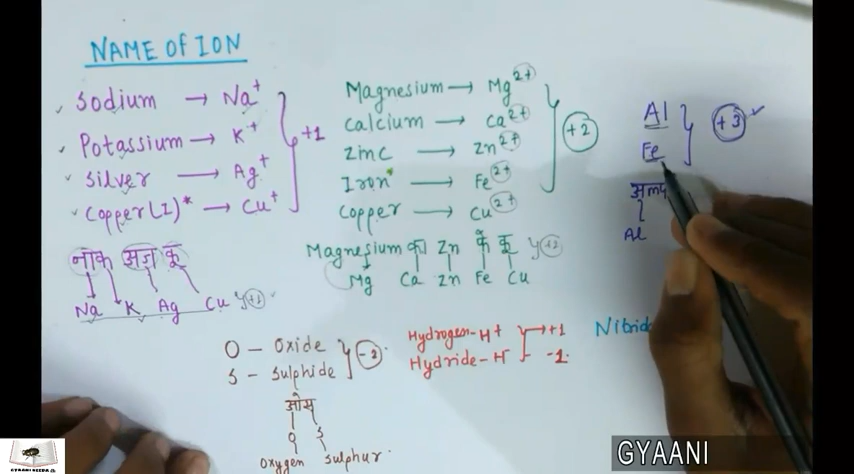 NAME OF ION
Sodium → Na⁺
Potassium → K⁺
Silver → Ag⁺
Copper(I)* → Cu⁺
+1
नाक अज कू
Na K Ag Cu +1
Magnesium → Mg²⁺
Calcium → Ca²⁺
Zinc → Zn²⁺
Iron* → Fe²⁺
Copper → Cu²⁺
+2
Magnesium का Zn के कू +2
Mg Ca Zn Fe Cu
Al
Fe
+3
Al
O - Oxide
S - Sulphide
-2
ओस
O S
Oxygen Sulphur
Hydrogen-H⁺ → +1
Hydride-H⁻ -1
GYAANI
GYAANI KEEDA